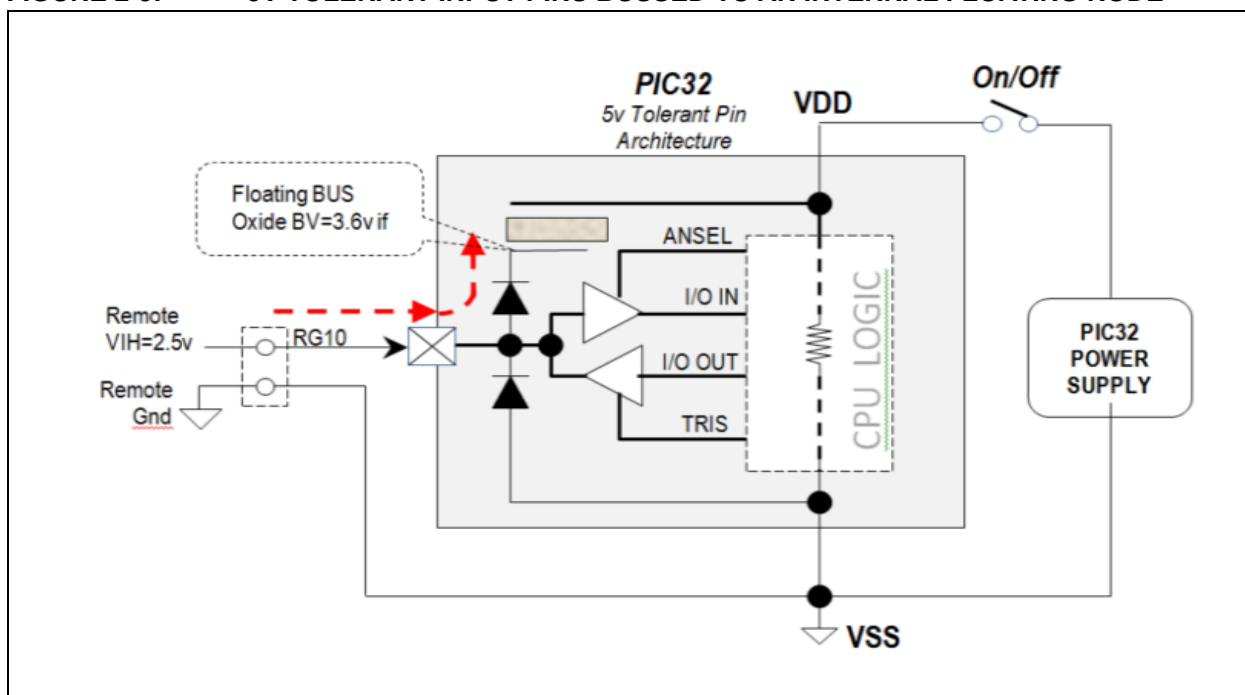 PIC32
5v Tolerant Pin
Architecture
VDD
On/Off
Floating BUS
Oxide BV=3.6v if
ANSEL
I/O IN
I/O OUT
TRIS
CPU LOGIC
Remote
VIH=2.5v
RG10
Remote
Gnd
PIC32
POWER
SUPPLY
VSS